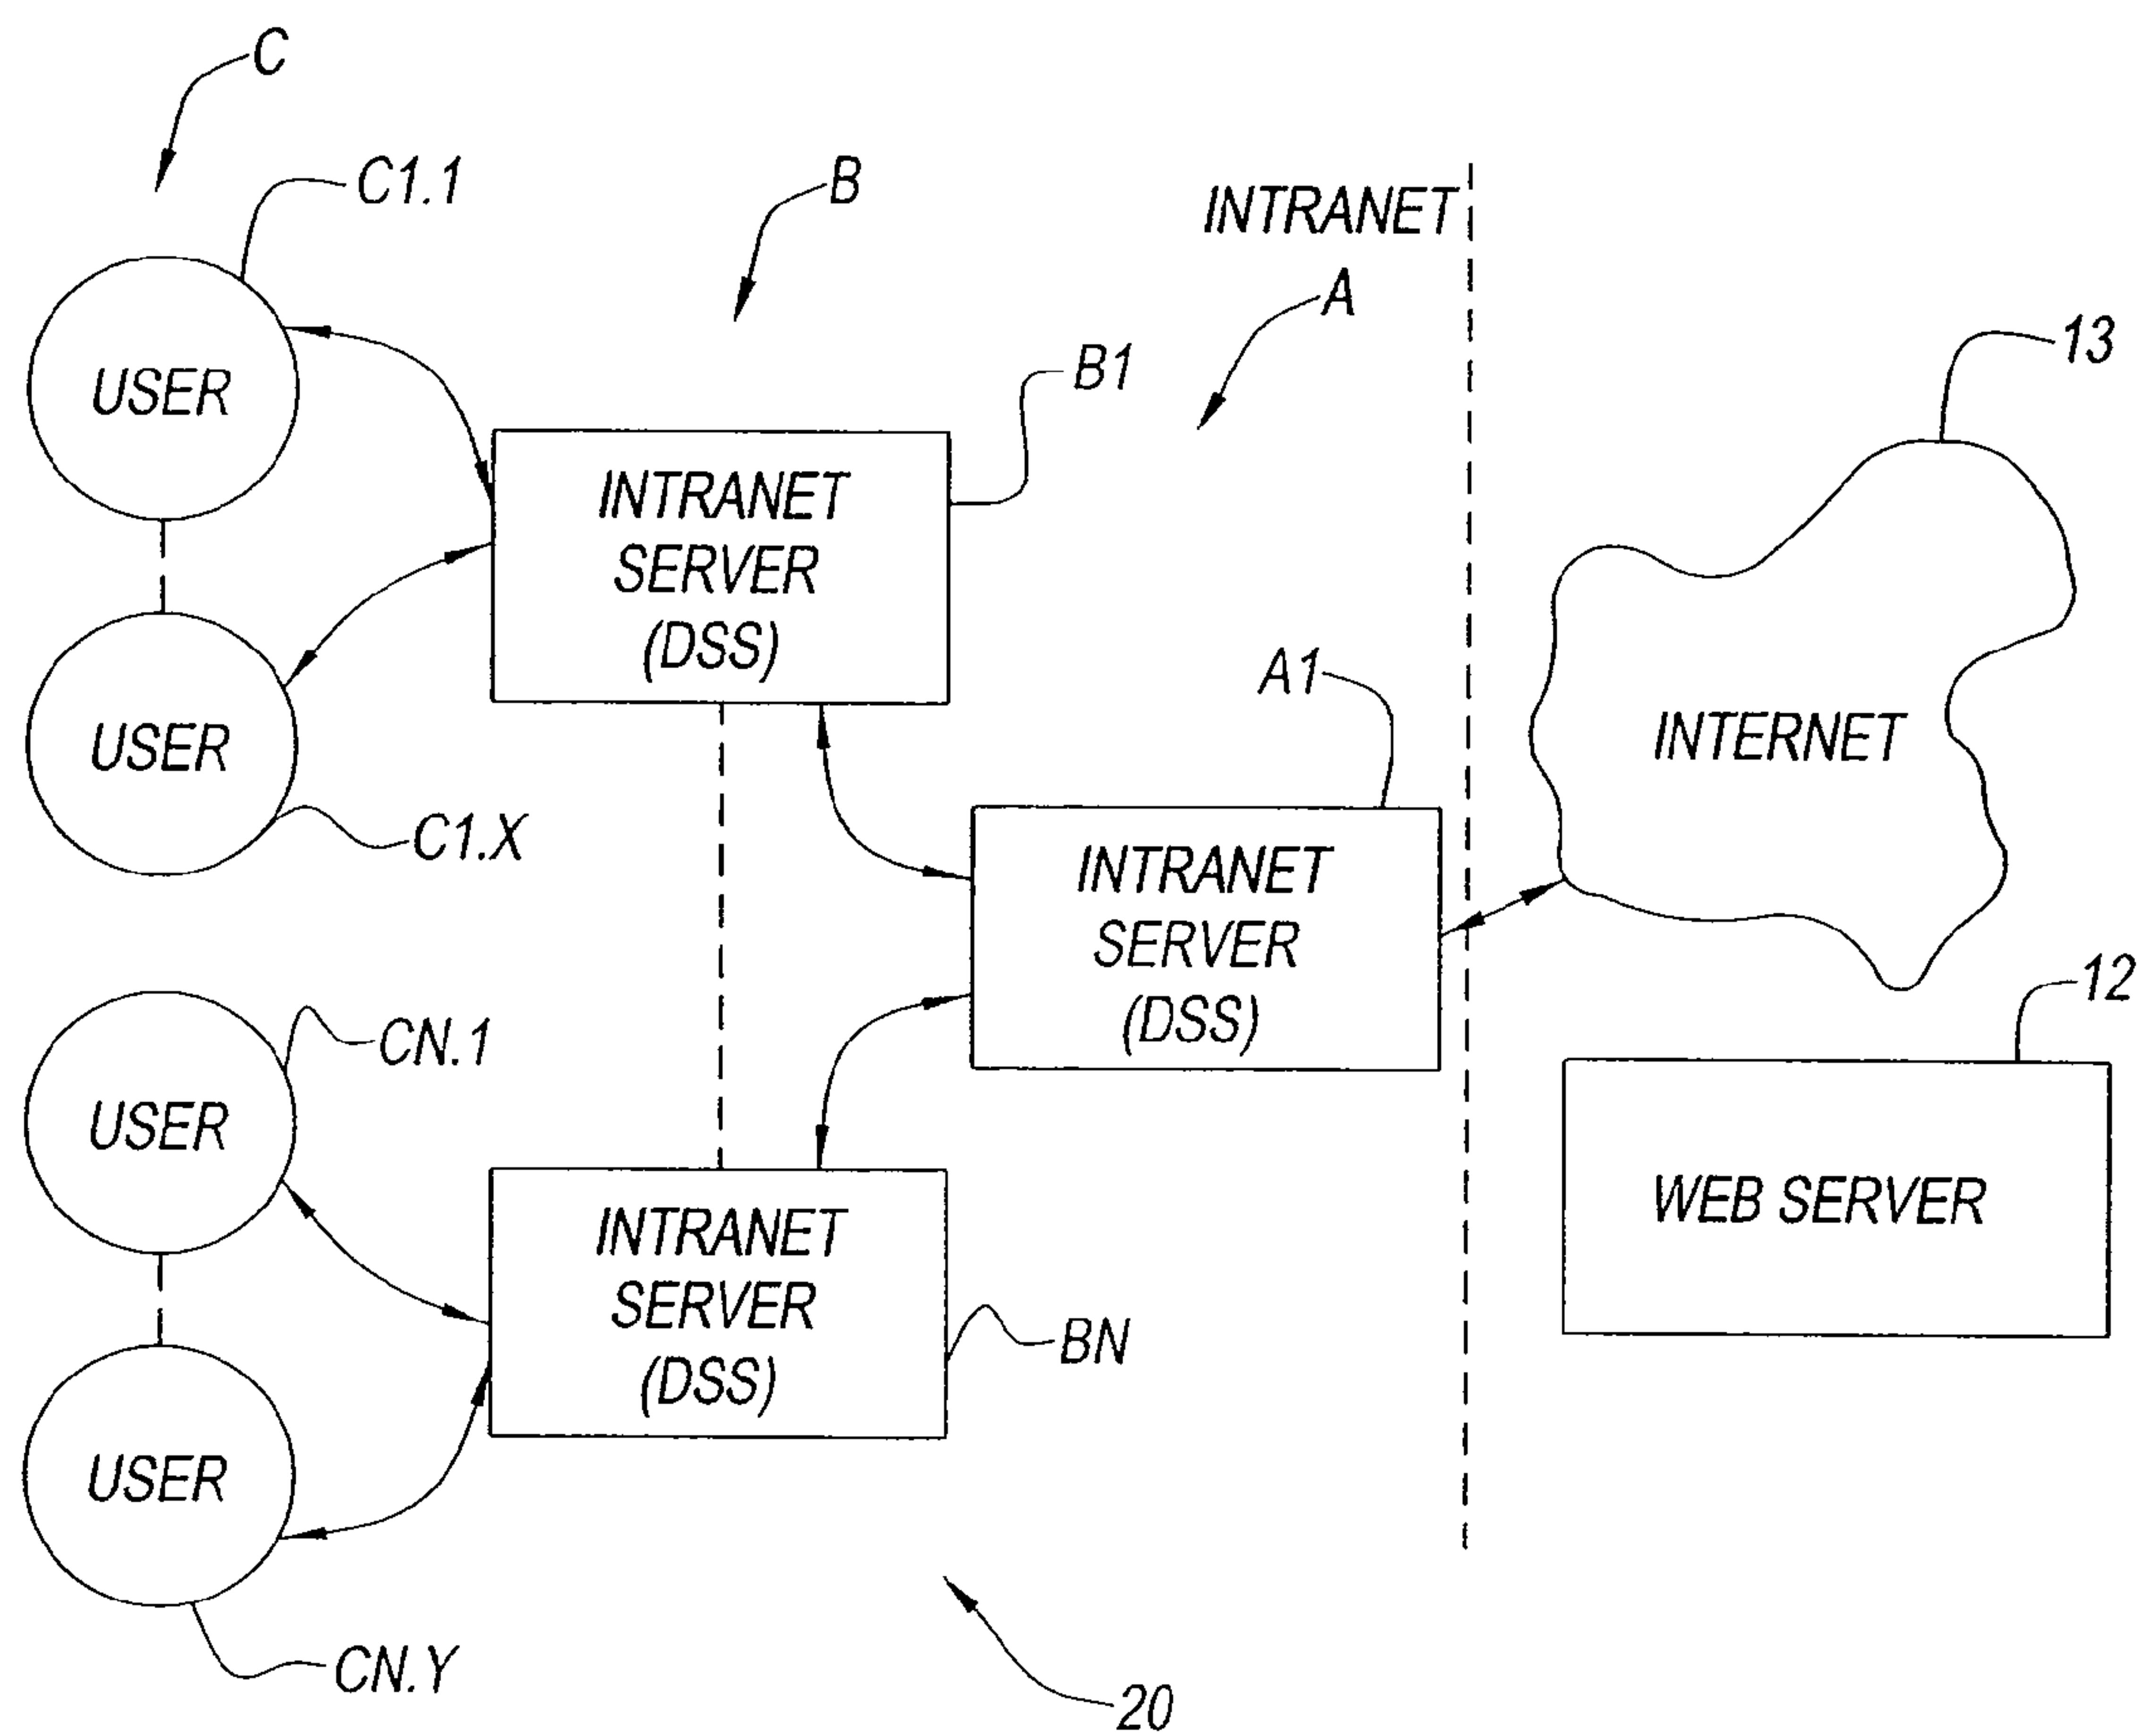 C
C1.1
B
INTRANET
A
13
B1
USER
INTRANET
SERVER
(DSS)
A1
USER
INTERNET
C1.X
INTRANET
SERVER
(DSS)
12
CN.1
USER
WEB SERVER
INTRANET
SERVER
(DSS)
BN
USER
CN.Y
20